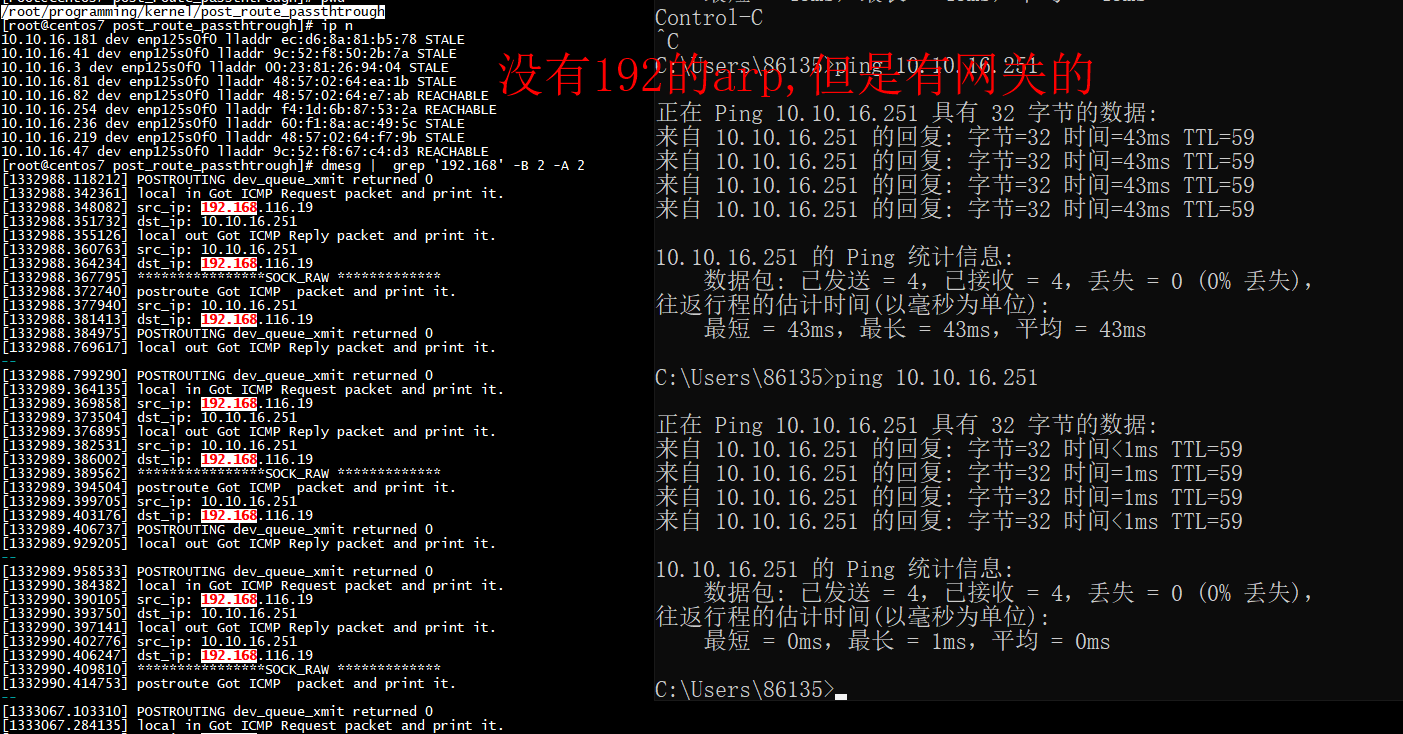 /root/programming/kernel/post_route_passthtrough
[root@centos7 post_route_passthtrough]# ip n
10.10.16.181 dev enp125s0f0 lladdr ec:d6:8a:81:b5:78 STALE
10.10.16.41 dev enp125s0f0 lladdr 9c:52:f8:50:2b:7a STALE
10.10.16.3 dev enp125s0f0 lladdr 00:23:81:26:94:04 STALE
10.10.16.81 dev enp125s0f0 lladdr 48:57:02:64:ea:1b STALE
10.10.16.82 dev enp125s0f0 lladdr 48:57:02:64:e7:ab REACHABLE
10.10.16.254 dev enp125s0f0 lladdr f4:1d:6b:87:53:2a REACHABLE
10.10.16.236 dev enp125s0f0 lladdr 60:f1:8a:ac:49:5c STALE
10.10.16.219 dev enp125s0f0 lladdr 48:57:02:64:f7:9b STALE
10.10.16.47 dev enp125s0f0 lladdr 9c:52:f8:67:c4:d3 REACHABLE
[root@centos7 post_route_passthtrough]# dmesg | grep '192.168' -B 2 -A 2
[1332988.118212] POSTROUTING dev_queue_xmit returned 0
[1332988.342361] local in Got ICMP Request packet and print it.
[1332988.348082] src_ip: 192.168.116.19
[1332988.351732] dst_ip: 10.10.16.251
[1332988.355126] local out Got ICMP Reply packet and print it.
[1332988.360763] src_ip: 10.10.16.251
[1332988.364234] dst_ip: 192.168.116.19
[1332988.367795] ****************SOCK_RAW *************
[1332988.372740] postroute Got ICMP  packet and print it.
[1332988.377940] src_ip: 10.10.16.251
[1332988.381413] dst_ip: 192.168.116.19
[1332988.384975] POSTROUTING dev_queue_xmit returned 0
[1332988.769617] local out Got ICMP Reply packet and print it.
--
[1332988.799290] POSTROUTING dev_queue_xmit returned 0
[1332989.364135] local in Got ICMP Request packet and print it.
[1332989.369858] src_ip: 192.168.116.19
[1332989.373504] dst_ip: 10.10.16.251
[1332989.376895] local out Got ICMP Reply packet and print it.
[1332989.382531] src_ip: 10.10.16.251
[1332989.386002] dst_ip: 192.168.116.19
[1332989.389562] ****************SOCK_RAW *************
[1332989.394504] postroute Got ICMP  packet and print it.
[1332989.399705] src_ip: 10.10.16.251
[1332989.403176] dst_ip: 192.168.116.19
[1332989.406737] POSTROUTING dev_queue_xmit returned 0
[1332989.929205] local out Got ICMP Reply packet and print it.
--
[1332989.958533] POSTROUTING dev_queue_xmit returned 0
[1332990.384382] local in Got ICMP Request packet and print it.
[1332990.390105] src_ip: 192.168.116.19
[1332990.393750] dst_ip: 10.10.16.251
[1332990.397141] local out Got ICMP Reply packet and print it.
[1332990.402776] src_ip: 10.10.16.251
[1332990.406247] dst_ip: 192.168.116.19
[1332990.409810] ****************SOCK_RAW *************
[1332990.414753] postroute Got ICMP  packet and print it.
--
[1333067.103310] POSTROUTING dev_queue_xmit returned 0
[1333067.284135] local in Got ICMP Request packet and print it.
没有192的arp,但是有网关的
Control-C
^C
C:\Users\86135>ping 10.10.16.251
正在 Ping 10.10.16.251 具有 32 字节的数据:
来自 10.10.16.251 的回复: 字节=32 时间=43ms TTL=59
来自 10.10.16.251 的回复: 字节=32 时间=43ms TTL=59
来自 10.10.16.251 的回复: 字节=32 时间=43ms TTL=59
来自 10.10.16.251 的回复: 字节=32 时间=43ms TTL=59
10.10.16.251 的 Ping 统计信息:
数据包: 已发送 = 4，已接收 = 4，丢失 = 0 (0% 丢失)，
往返行程的估计时间(以毫秒为单位):
最短 = 43ms，最长 = 43ms，平均 = 43ms
C:\Users\86135>ping 10.10.16.251
正在 Ping 10.10.16.251 具有 32 字节的数据:
来自 10.10.16.251 的回复: 字节=32 时间<1ms TTL=59
来自 10.10.16.251 的回复: 字节=32 时间=1ms TTL=59
来自 10.10.16.251 的回复: 字节=32 时间=1ms TTL=59
来自 10.10.16.251 的回复: 字节=32 时间<1ms TTL=59
10.10.16.251 的 Ping 统计信息:
数据包: 已发送 = 4，已接收 = 4，丢失 = 0 (0% 丢失)，
往返行程的估计时间(以毫秒为单位):
最短 = 0ms，最长 = 1ms，平均 = 0ms
C:\Users\86135>